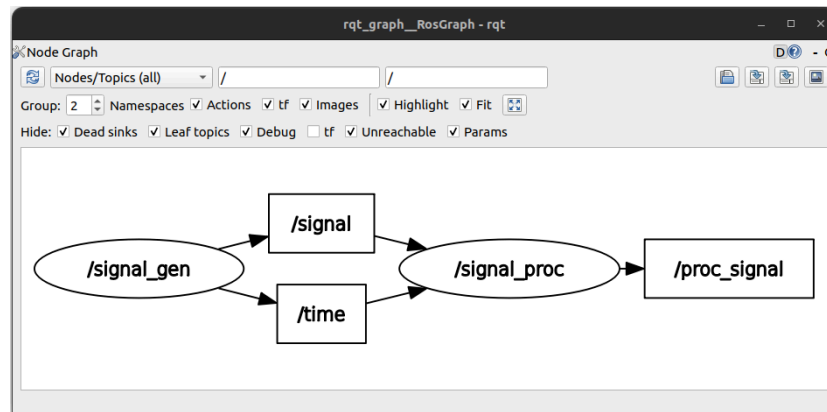 rqt_graph__RosGraph - rqt
Node Graph D ? -
Nodes/Topics (all) / /
Group: 2 Namespaces Actions tf Images Highlight Fit
Hide: Dead sinks Leaf topics Debug tf Unreachable Params
/signal
/signal_gen /signal_proc /proc_signal
/time